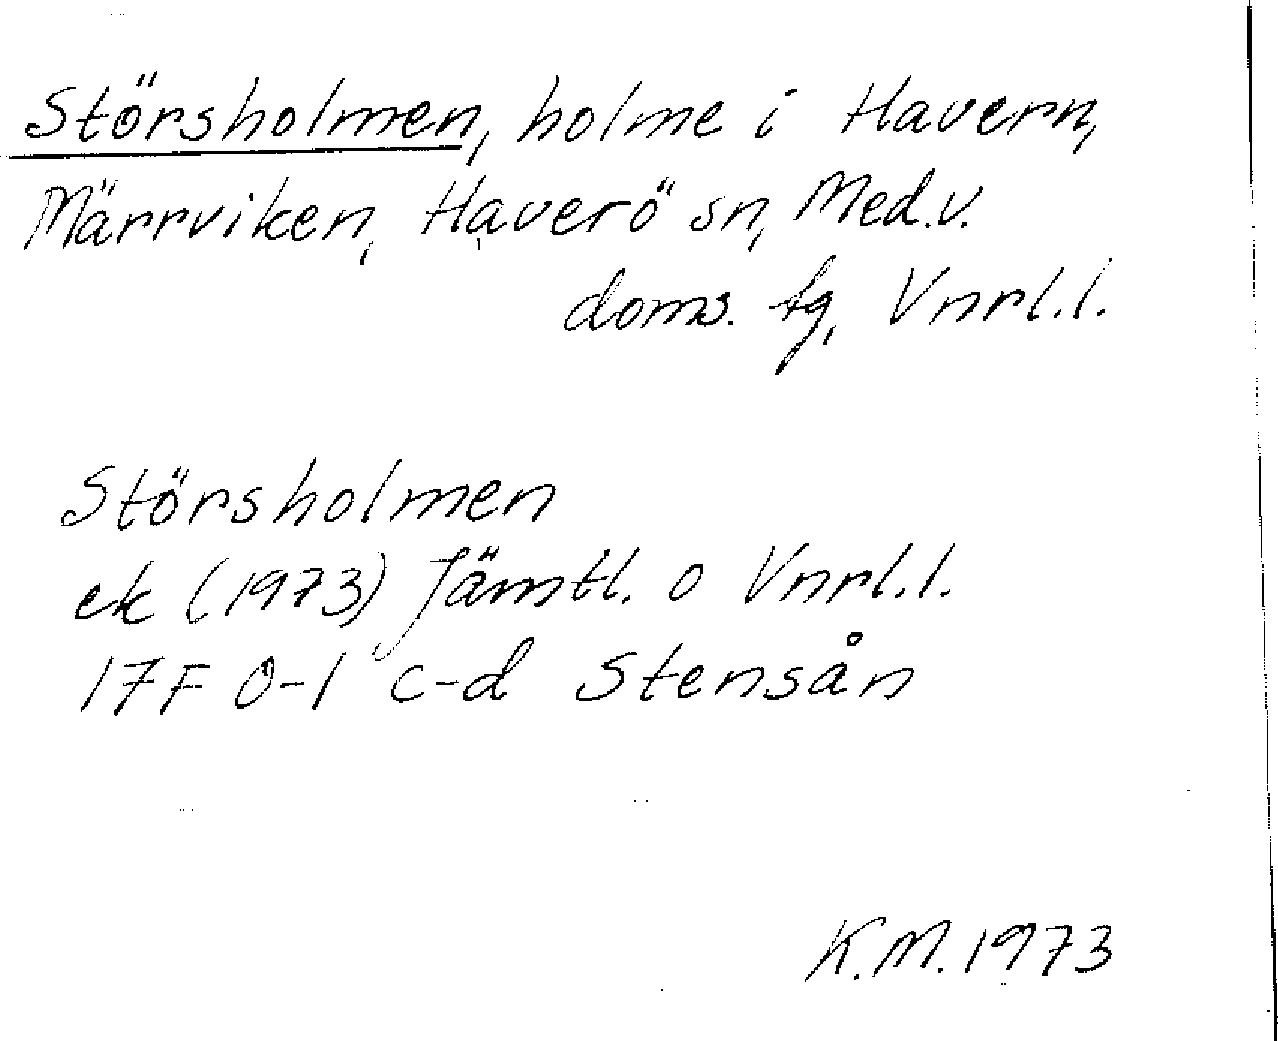 Störsholmen, holme i Havern,
Märrviken, Haverö sn, Med.v.
doms. tg, Vnrl.l.
Störsholmen
ek (1973) Jämtl. o Vnrl.l.
17F 0-1 c-d Stensån
K.M. 1973